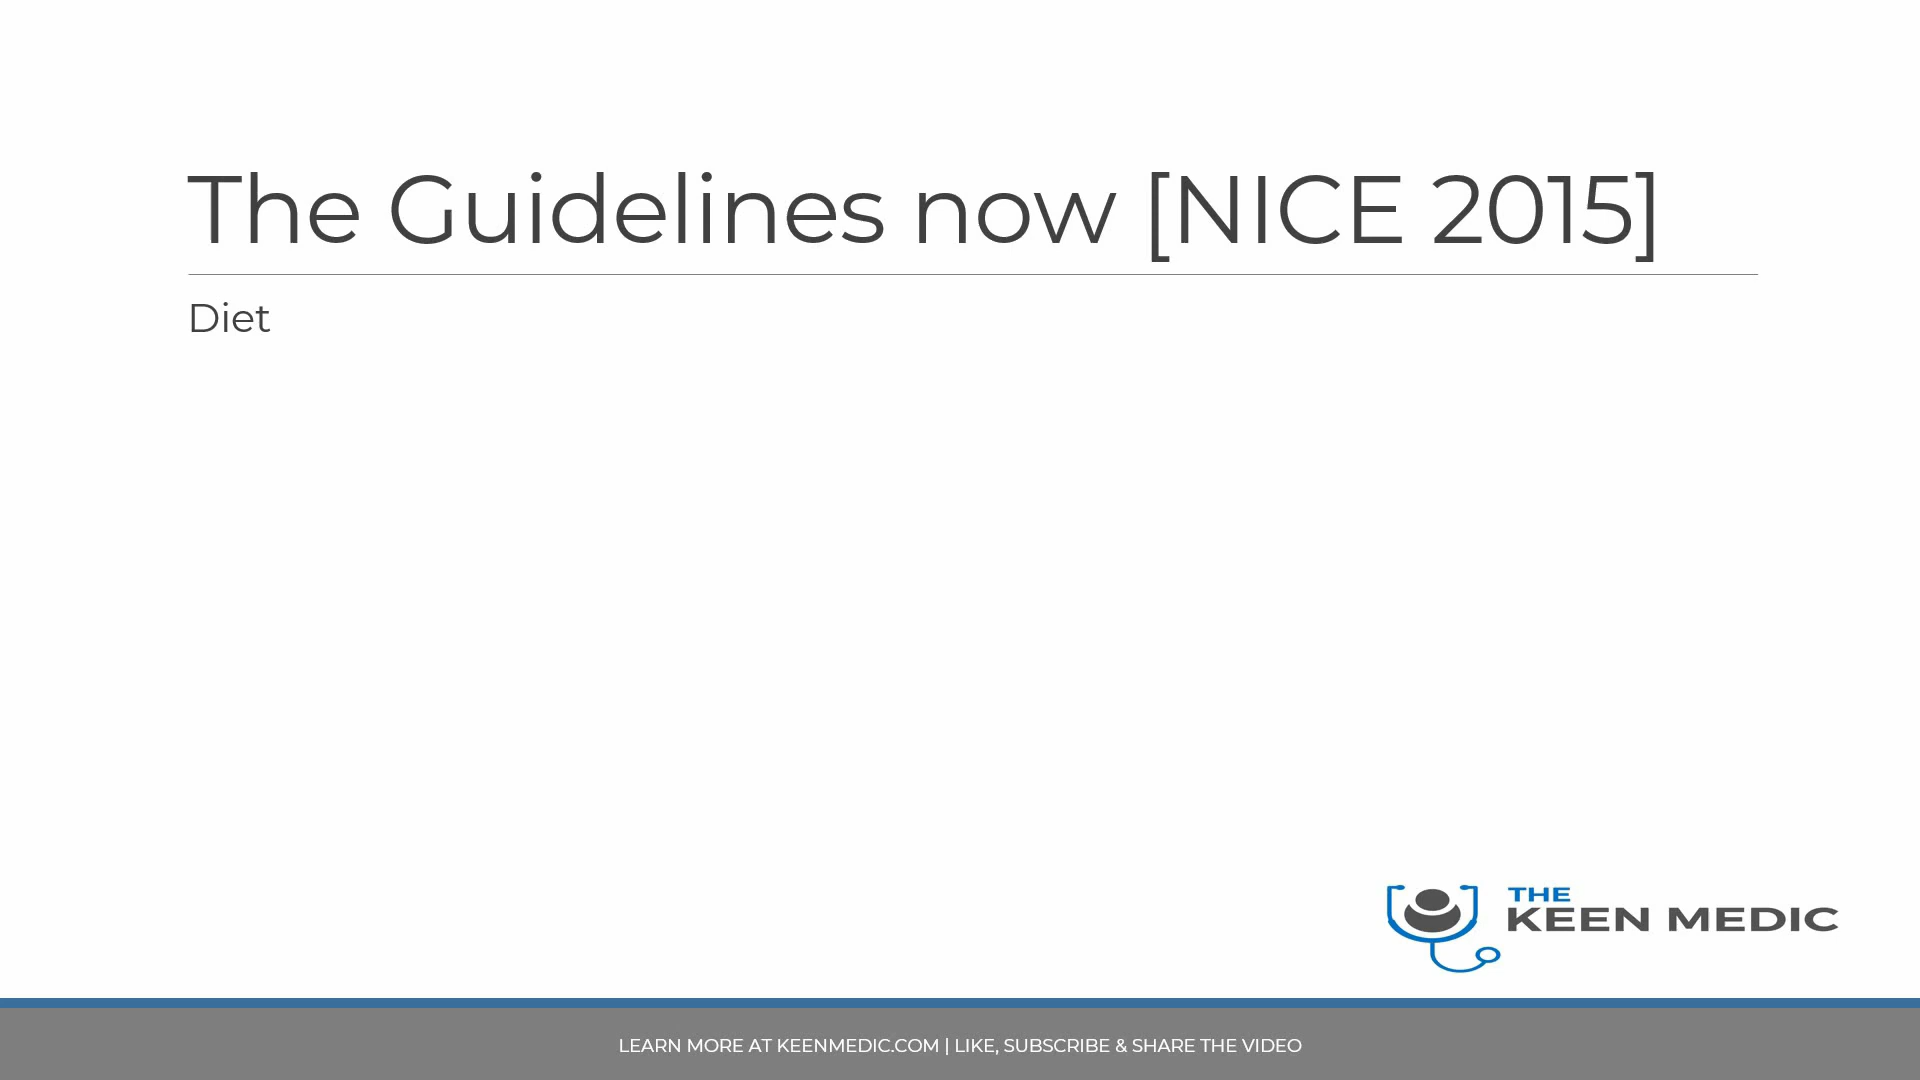 The Guidelines now [NICE 2015]
Diet
THE
KEEN MEDIC
LEARN MORE AT KEENMEDIC.COM | LIKE, SUBSCRIBE & SHARE THE VIDEO